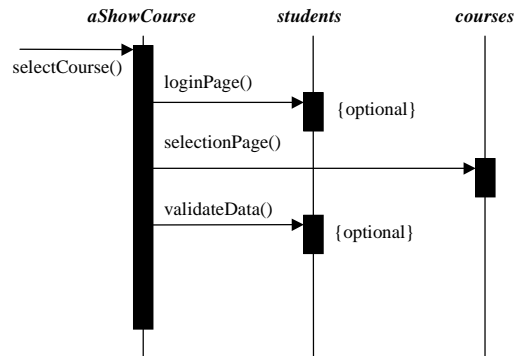 aShowCourse students courses
selectCourse()
loginPage()
{optional}
selectionPage()
validateData()
{optional}